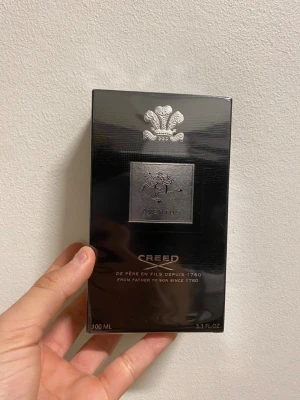 CREED
DE PÈRE EN FILS DEPUIS 1760
FROM FATHER TO SON SINCE 1760
100 ML 3.3 FL.OZ